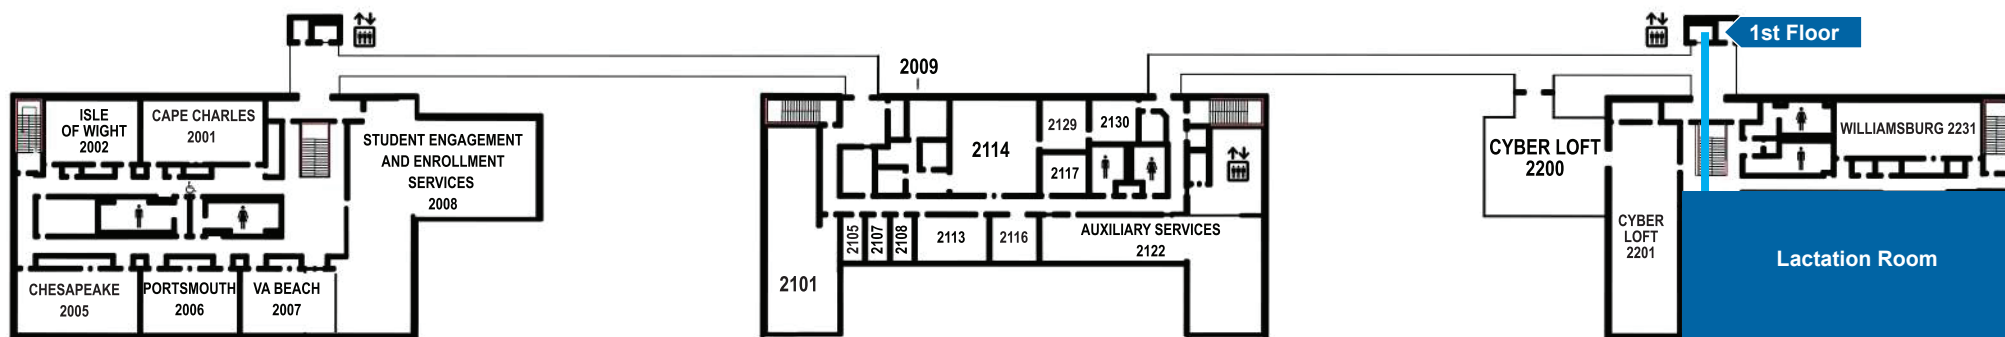 1st Floor
2009
ISLE
OF WIGHT
2002
CAPE CHARLES
2001
STUDENT ENGAGEMENT
AND ENROLLMENT
SERVICES
2008
CHESAPEAKE
2005
PORTSMOUTH
2006
VA BEACH
2007
2101
2105
2107
2108
2113
2114
2116
2117
2129
2130
AUXILIARY SERVICES
2122
CYBER LOFT
2200
CYBER
LOFT
2201
WILLIAMSBURG 2231
Lactation Room